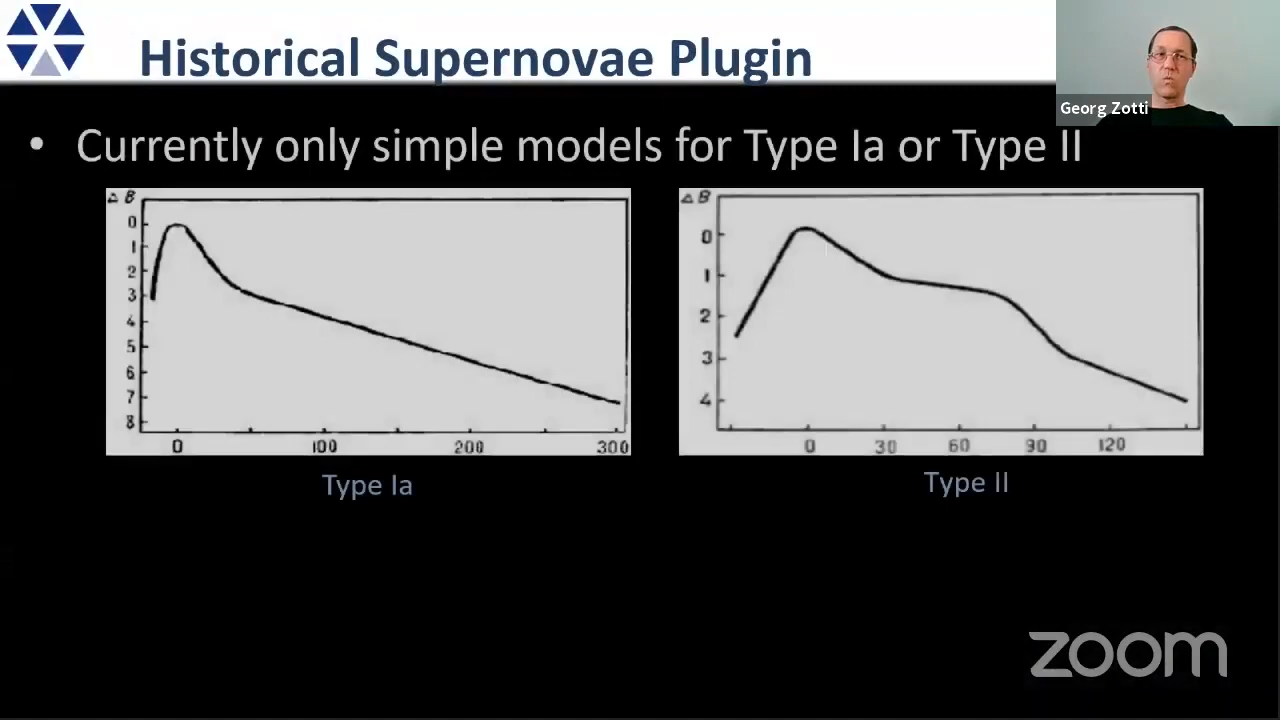 Historical Supernovae Plugin
Georg Zotti
• Currently only simple models for Type Ia or Type II
Δ B
0
1
2
3
4
5
6
7
8
0 100 200 300
Type Ia
Δ B
0
1
2
3
4
0 30 60 90 120
Type II
zoom